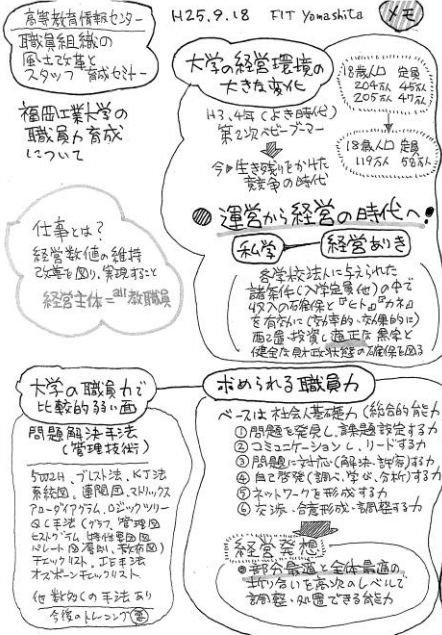 高等教育情報センター
職員組織の
風土改革と
スタッフ育成セミナー
H25.9.18 FIT Yamashita
メモ
福岡工業大学の
職員力育成
について
大学の経営環境の
大きな変化
H3,4年(よき時代)
第2次ベビーブーマー
今▶生き残りをかけた
競争の時代
18歳人口 定員
204万人 45万人
205万人 47万人
18歳人口 定員
119万人 58万人
運営から経営の時代へ!
私学
経営ありき
各学校法人に与えられた
諸条件(入学定員他)の中で
収入の確保と『ヒト』『カネ』
を有効に(効率的・効果的に)
配置・投資し適正な黒字と
健全な財政状態の確保を図る
仕事とは?
経営数値の維持
改善を図り、実現すること
経営主体=all教職員
大学の職員力で
比較的弱い面
問題解決手法
(管理技術)
5W2H、ブレスト法、KJ法
系統図、連関図、マトリックス
アローダイアグラム、ロジックツリー
QC手法(グラフ、管理図
ヒストグラム、特性要因図
パレート図、層別、散布図)
チェックリスト、工程手法
オズボーンチェックリスト
他 数多くの手法あり
今後のトレーニング
求められる職員力
ベースは社会人基礎力(総合的能力
①問題を発見し、課題設定する力
②コミュニケーションし、リードする力
③問題に対応(解決・評家)する力
④自己啓発(調べ、学び、分析)する力
⑤ネットワークを形成する力
⑥交渉・合意形成・調整する力
経営発想
部分最適と全体最適の
折り合いを高次のレベルで
調整・処置できる能力